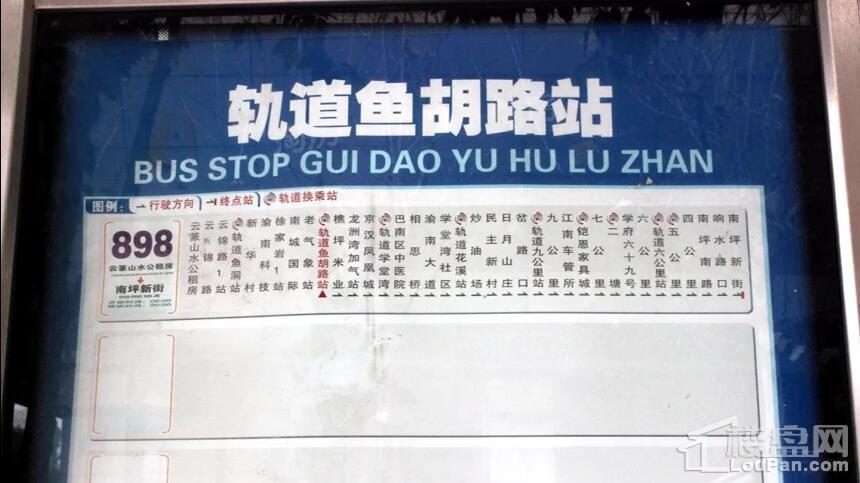 轨道鱼胡路站
BUS STOP GUI DAO YU HU LU ZHAN
图例: 行驶方向 终点站 轨道换乘站
898
云篆山水公租房
南坪新街
云篆山水公租房
云锦路
云锦路1站
轨道鱼洞站
新华村
渝南科技
徐家岩1站
南城国际
老气象站
轨道鱼胡路站
樵坪米业
龙洲湾加气站
京汉凤凰城
轨道学堂湾
巴南区中医院
相思桥
渝南大道
学堂湾社区
轨道花溪站
炒油场
民主新村
日月山庄
岔路口
轨道九公里站
九公里
江南车管所
铠恩家具城
七公里
二塘
学府六十九号
六公里
轨道六公里站
五公里
四公里
南坪南路
响水路口
南坪新街
楼盘网
LouPan.com